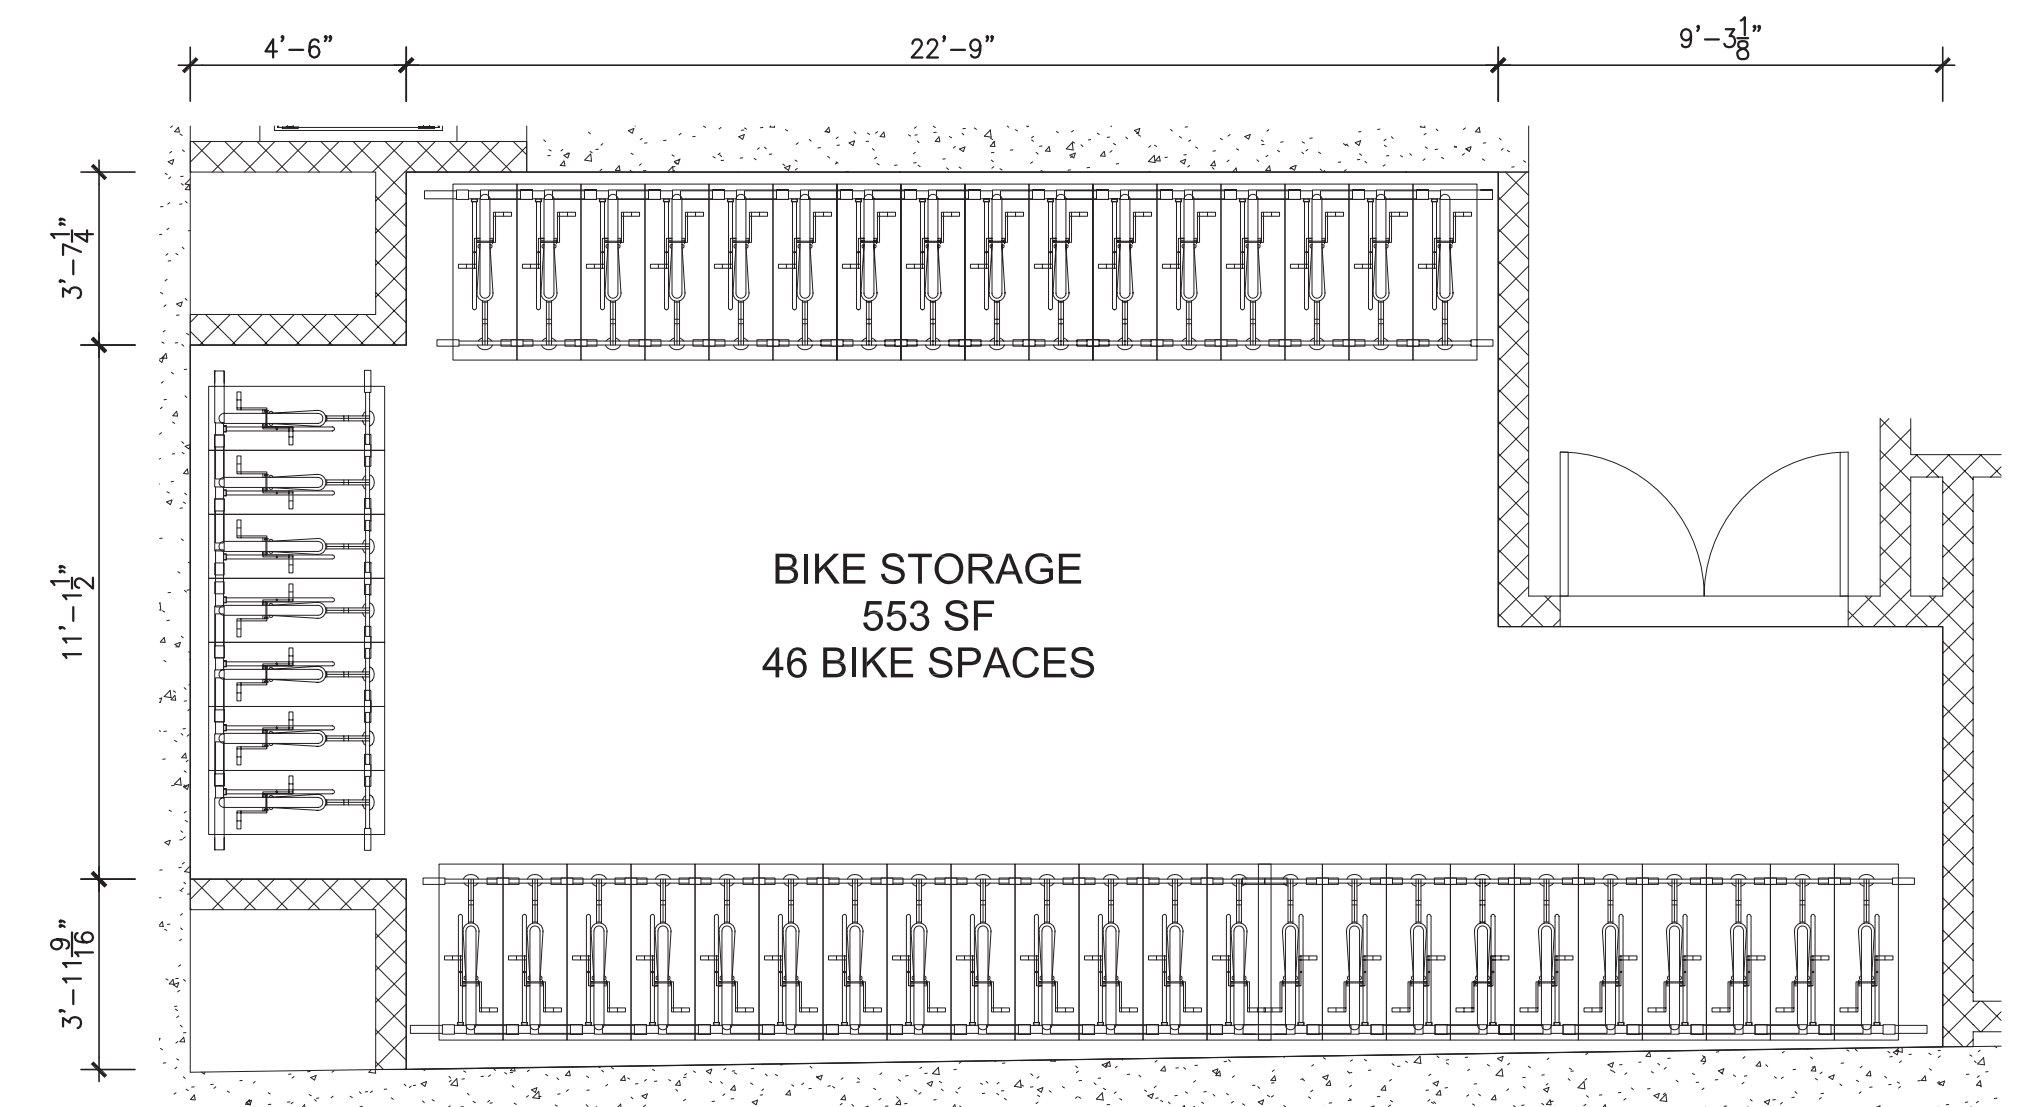 4'-6"
22'-9"
9'-3 1/8"
3'-7 1/4"
11'-1 1/2"
3'-11 9/16"
BIKE STORAGE
553 SF
46 BIKE SPACES